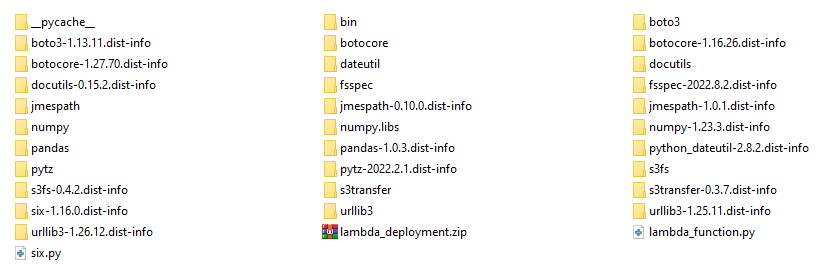 __pycache__
bin
boto3
boto3-1.13.11.dist-info
botocore
botocore-1.16.26.dist-info
botocore-1.27.70.dist-info
dateutil
docutils
docutils-0.15.2.dist-info
fsspec
fsspec-2022.8.2.dist-info
jmespath
jmespath-0.10.0.dist-info
jmespath-1.0.1.dist-info
numpy
numpy.libs
numpy-1.23.3.dist-info
pandas
pandas-1.0.3.dist-info
python_dateutil-2.8.2.dist-info
pytz
pytz-2022.2.1.dist-info
s3fs
s3fs-0.4.2.dist-info
s3transfer
s3transfer-0.3.7.dist-info
six-1.16.0.dist-info
urllib3
urllib3-1.25.11.dist-info
urllib3-1.26.12.dist-info
lambda_deployment.zip
lambda_function.py
six.py